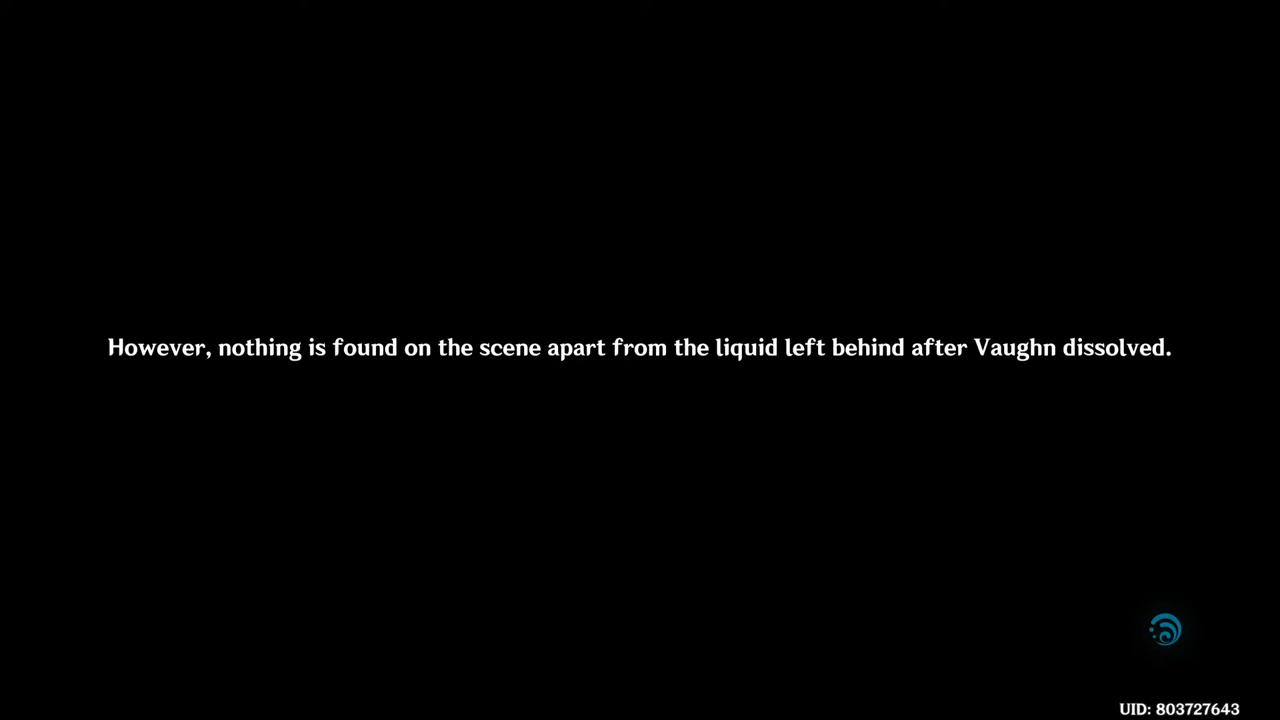 However, nothing is found on the scene apart from the liquid left behind after Vaughn dissolved.
UID: 803727643